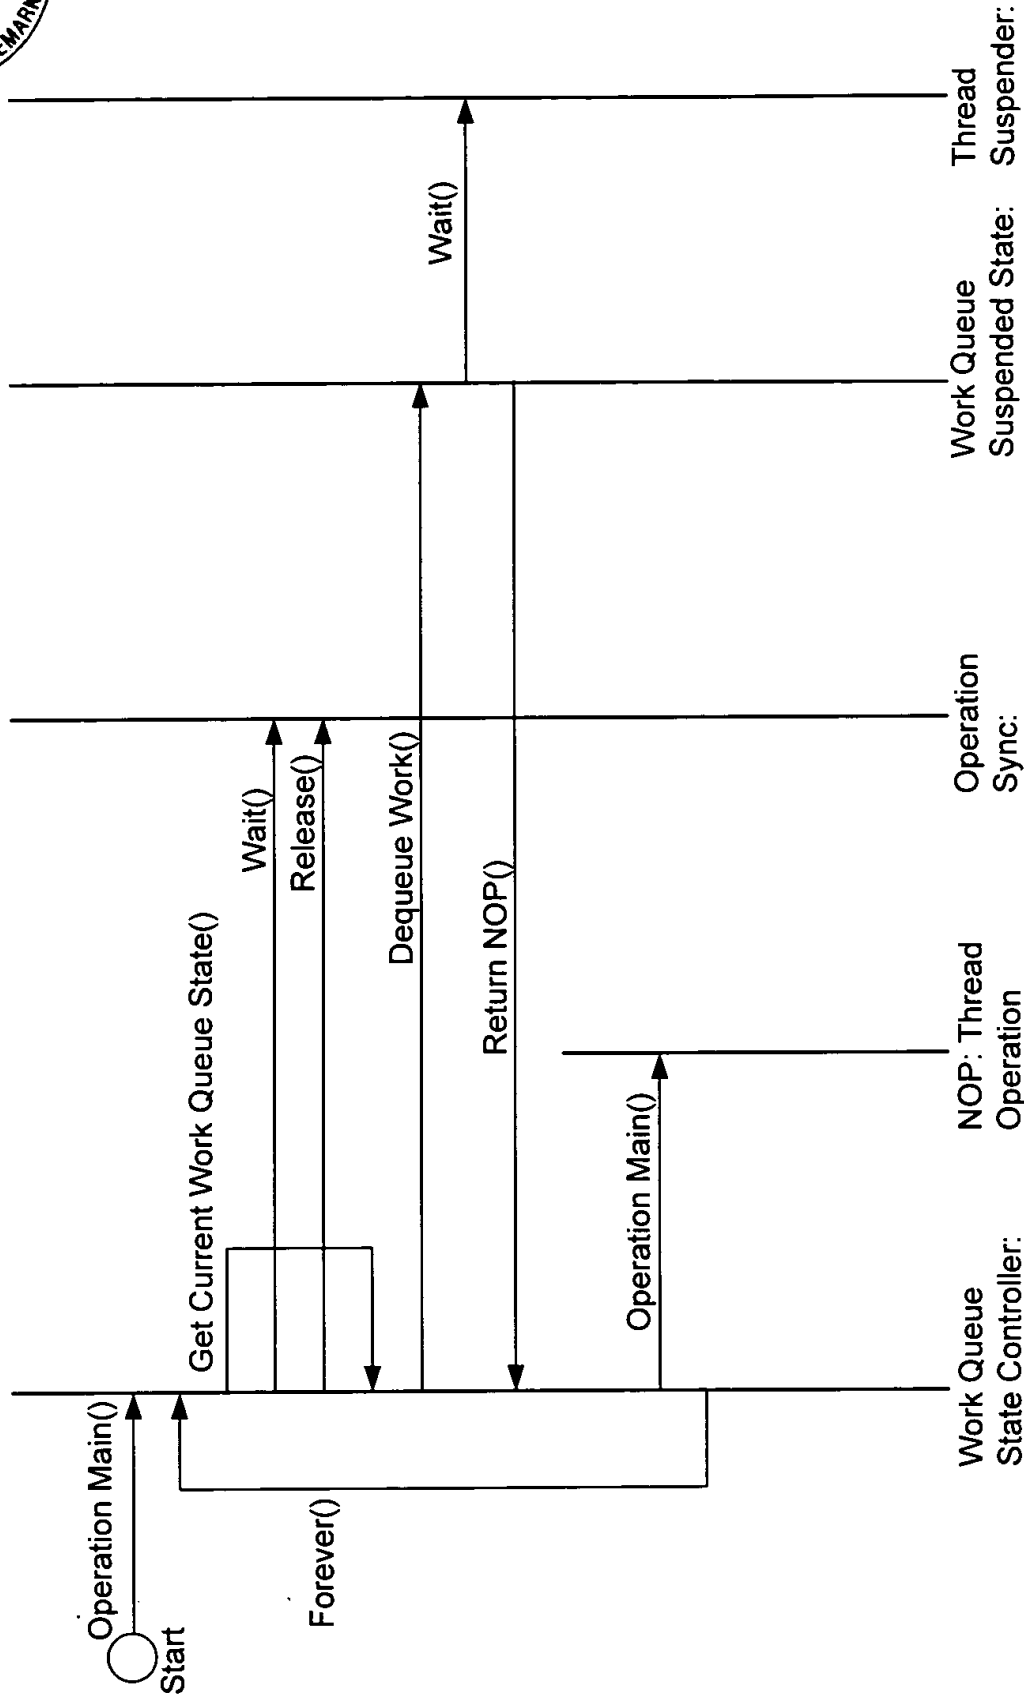 Start
Operation Main()
Forever()
Get Current Work Queue State()
Wait()
Release()
Dequeue Work()
Wait()
Return NOP()
Operation Main()
Work Queue
State Controller:
NOP: Thread
Operation
Operation
Sync:
Work Queue
Suspended State:
Thread
Suspender: